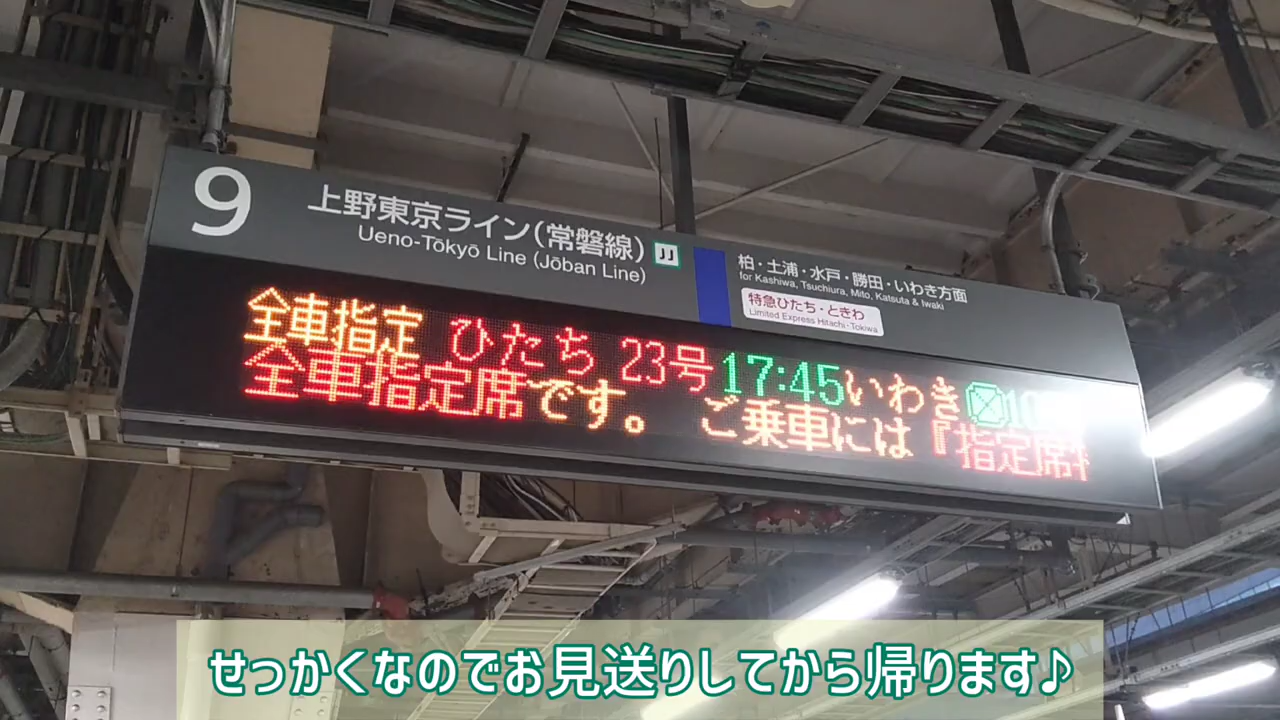 9
上野東京ライン(常磐線) JJ
Ueno-Tōkyō Line (Jōban Line)
柏・土浦・水戸・勝田・いわき方面
for Kashiwa, Tsuchiura, Mito, Katsuta & Iwaki
特急ひたち・ときわ
Limited Express Hitachi・Tokiwa
全車指定 ひたち 23号 17:45 いわき 10
全車指定席です。 ご乗車には『指定席
せっかくなのでお見送りしてから帰ります♪